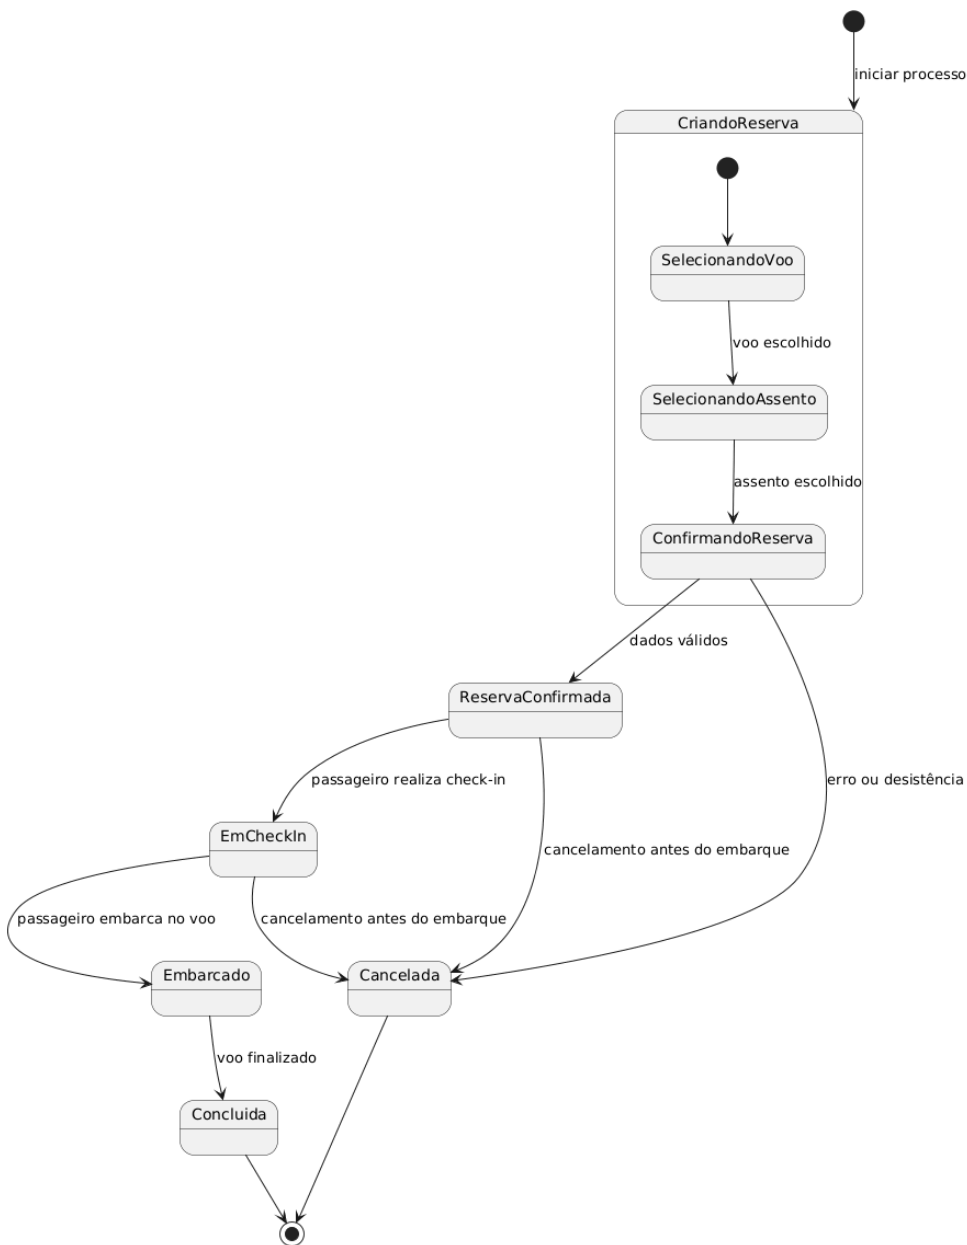 iniciar processo
CriandoReserva
SelecionandoVoo
voo escolhido
SelecionandoAssento
assento escolhido
ConfirmandoReserva
dados válidos
ReservaConfirmada
passageiro realiza check-in
erro ou desistência
EmCheckIn
cancelamento antes do embarque
passageiro embarca no voo
cancelamento antes do embarque
Embarcado
Cancelada
voo finalizado
Concluida